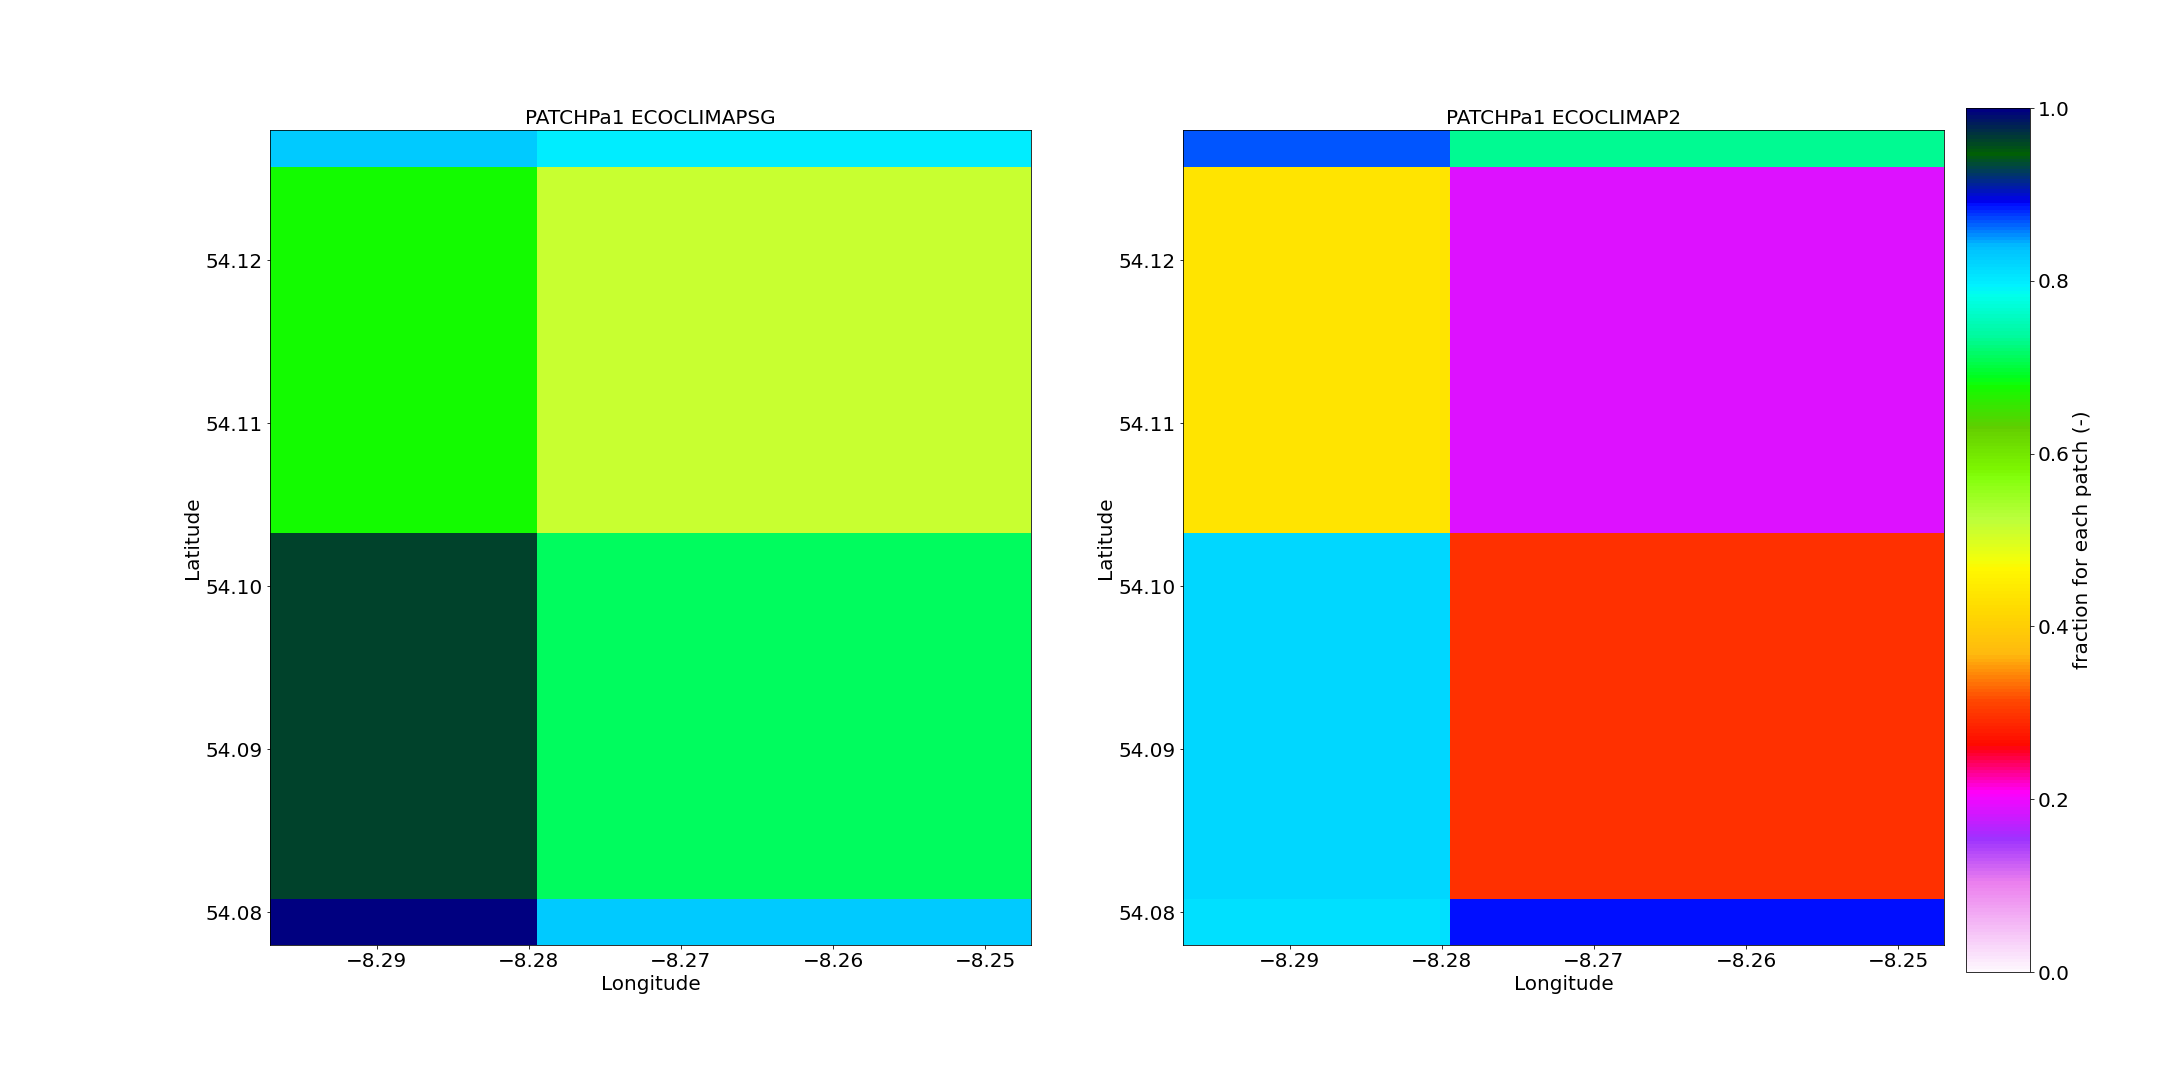 PATCHPa1 ECOCLIMAPSG
Latitude
54.12
54.11
54.10
54.09
54.08
−8.29 −8.28 −8.27 −8.26 −8.25
Longitude
PATCHPa1 ECOCLIMAP2
Latitude
54.12
54.11
54.10
54.09
54.08
−8.29 −8.28 −8.27 −8.26 −8.25
Longitude
1.0
0.8
0.6
0.4
0.2
0.0
fraction for each patch (-)